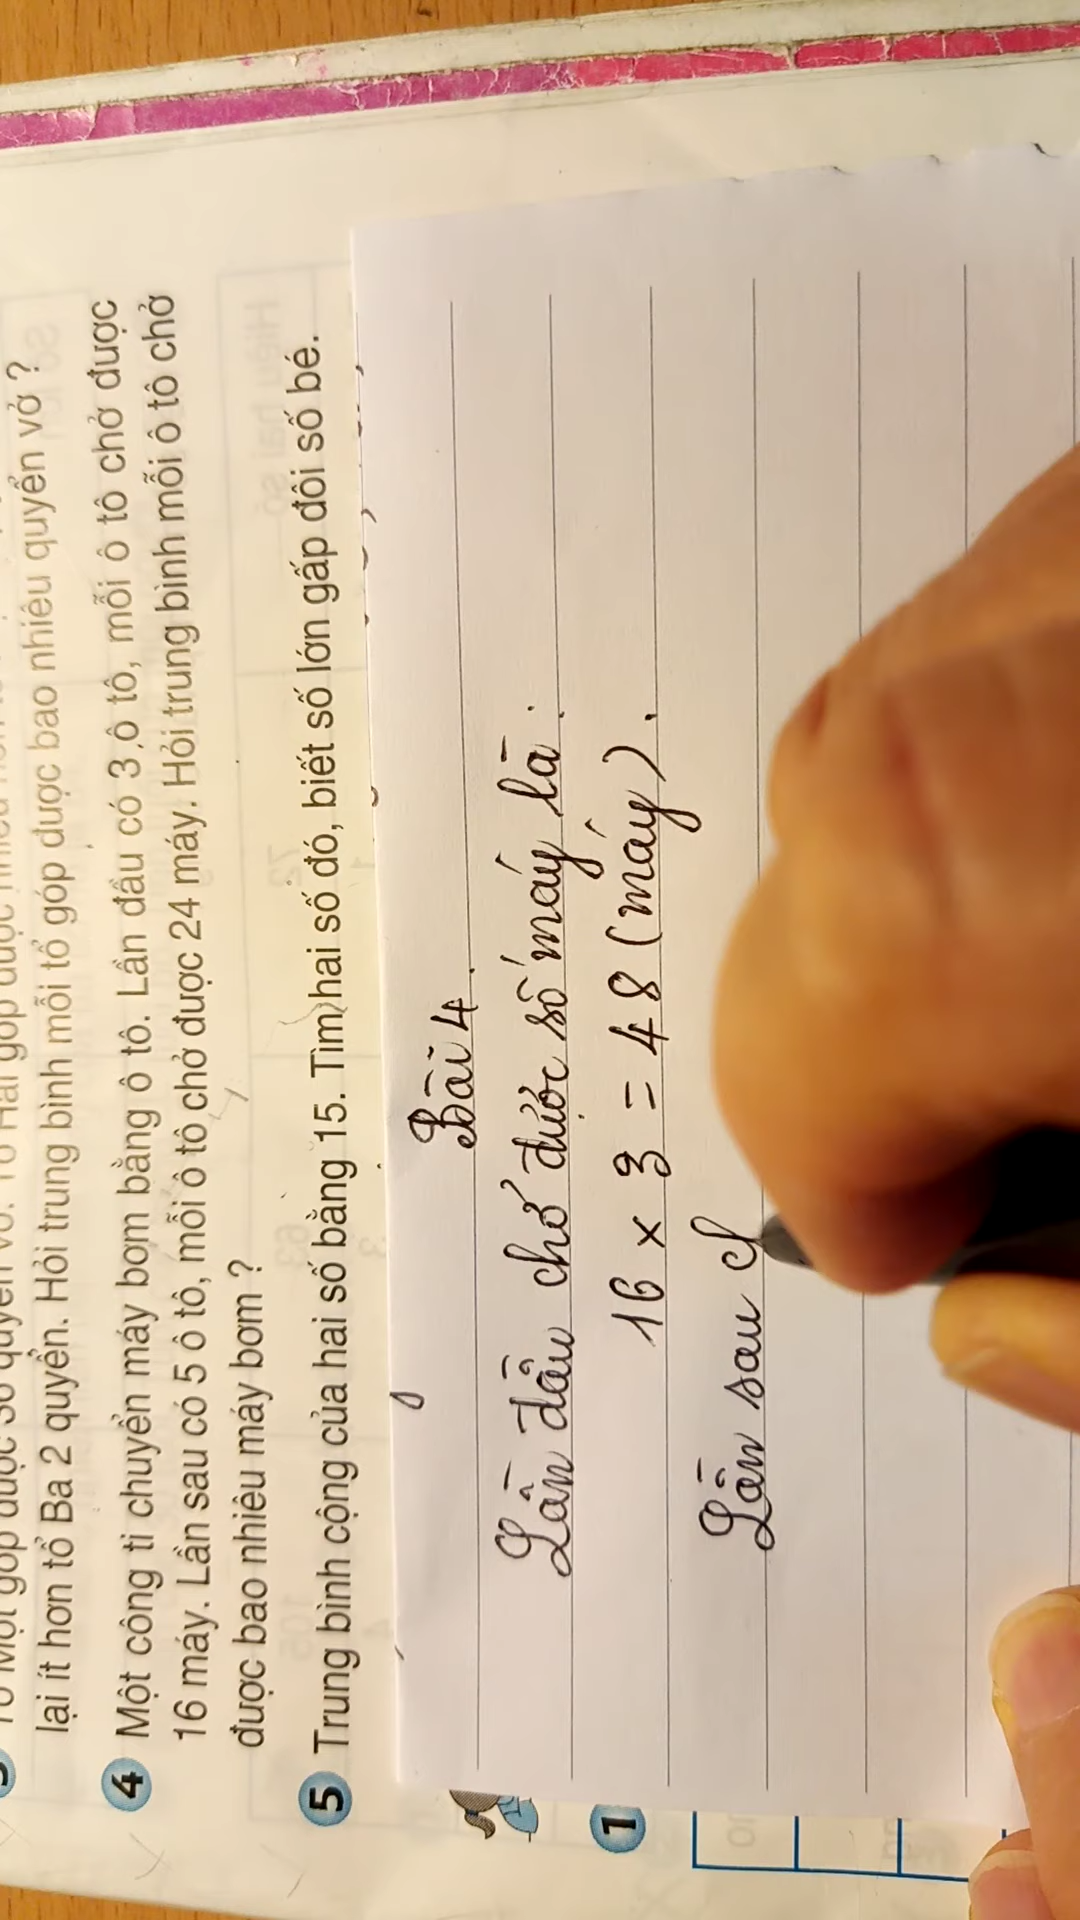 lại ít hơn tổ Ba 2 quyển. Hỏi trung bình mỗi tổ góp được bao nhiêu quyển vở ?
4 Một công ti chuyển máy bơm bằng ô tô. Lần đầu có 3 ô tô, mỗi ô tô chở được
16 máy. Lần sau có 5 ô tô, mỗi ô tô chở được 24 máy. Hỏi trung bình mỗi ô tô chở
được bao nhiêu máy bơm ?
5 Trung bình cộng của hai số bằng 15. Tìm hai số đó, biết số lớn gấp đôi số bé.
Bài 4.
Lần đầu chở được số máy là:
16 x 3 = 48 (máy).
Lần sau ch
1